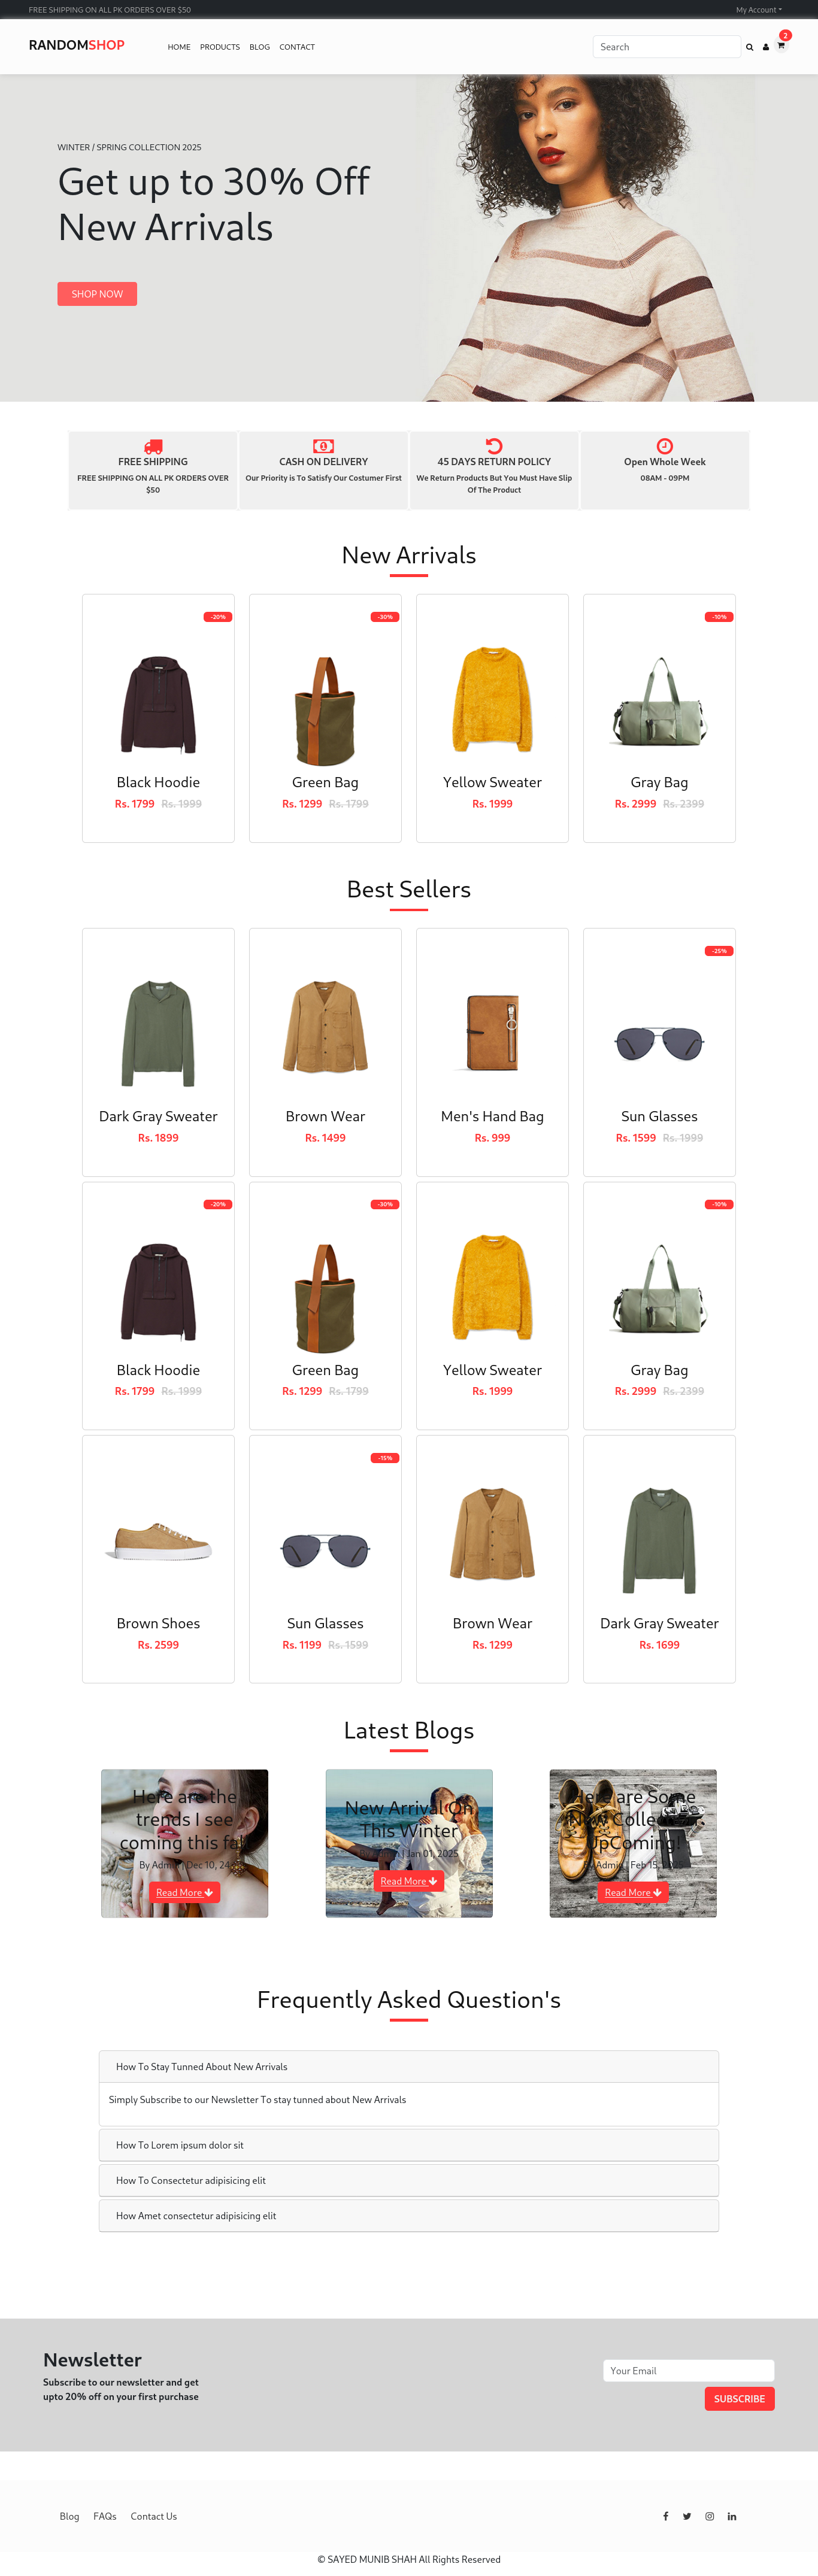 FREE SHIPPING ON ALL PK ORDERS OVER $50
My Account
RANDOMSHOP
HOME PRODUCTS BLOG CONTACT
Search
2
WINTER / SPRING COLLECTION 2025
Get up to 30% Off
New Arrivals
SHOP NOW
FREE SHIPPING
FREE SHIPPING ON ALL PK ORDERS OVER
$50
CASH ON DELIVERY
Our Priority is To Satisfy Our Costumer First
45 DAYS RETURN POLICY
We Return Products But You Must Have Slip
Of The Product
Open Whole Week
08AM - 09PM
New Arrivals
-20%
Black Hoodie
Rs. 1799 Rs. 1999
-30%
Green Bag
Rs. 1299 Rs. 1799
Yellow Sweater
Rs. 1999
-10%
Gray Bag
Rs. 2999 Rs. 2399
Best Sellers
Dark Gray Sweater
Rs. 1899
Brown Wear
Rs. 1499
Men's Hand Bag
Rs. 999
-25%
Sun Glasses
Rs. 1599 Rs. 1999
-20%
Black Hoodie
Rs. 1799 Rs. 1999
-30%
Green Bag
Rs. 1299 Rs. 1799
Yellow Sweater
Rs. 1999
-10%
Gray Bag
Rs. 2999 Rs. 2399
Brown Shoes
Rs. 2599
-15%
Sun Glasses
Rs. 1199 Rs. 1599
Brown Wear
Rs. 1299
Dark Gray Sweater
Rs. 1699
Latest Blogs
Here are the
trends I see
coming this fall
By Admin | Dec 10, 24
Read More
New Arrival On
This Winter
| Jan 01, 2025
Read More
Here are Some
New Collection
UpComing!
By Admin | Feb 15,
Read More
Frequently Asked Question's
How To Stay Tunned About New Arrivals
Simply Subscribe to our Newsletter To stay tunned about New Arrivals
How To Lorem ipsum dolor sit
How To Consectetur adipisicing elit
How Amet consectetur adipisicing elit
Newsletter
Subscribe to our newsletter and get
upto 20% off on your first purchase
Your Email
SUBSCRIBE
Blog FAQs Contact Us
© SAYED MUNIB SHAH All Rights Reserved